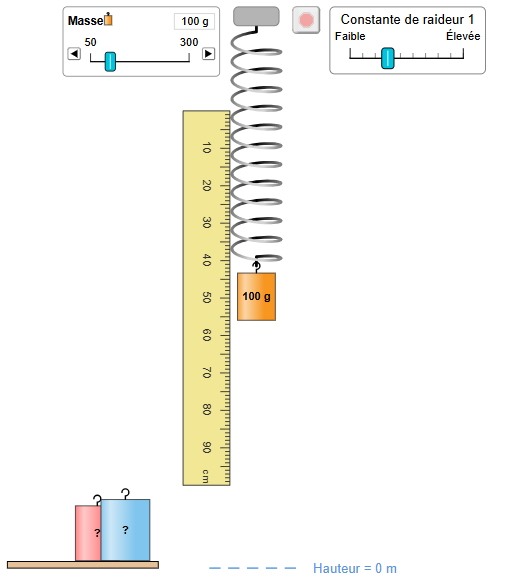 Masse
100 g
50
300
Constante de raideur 1
Faible
Élevée
10
20
30
40
50
60
70
80
90
cm
100 g
?
?
Hauteur = 0 m